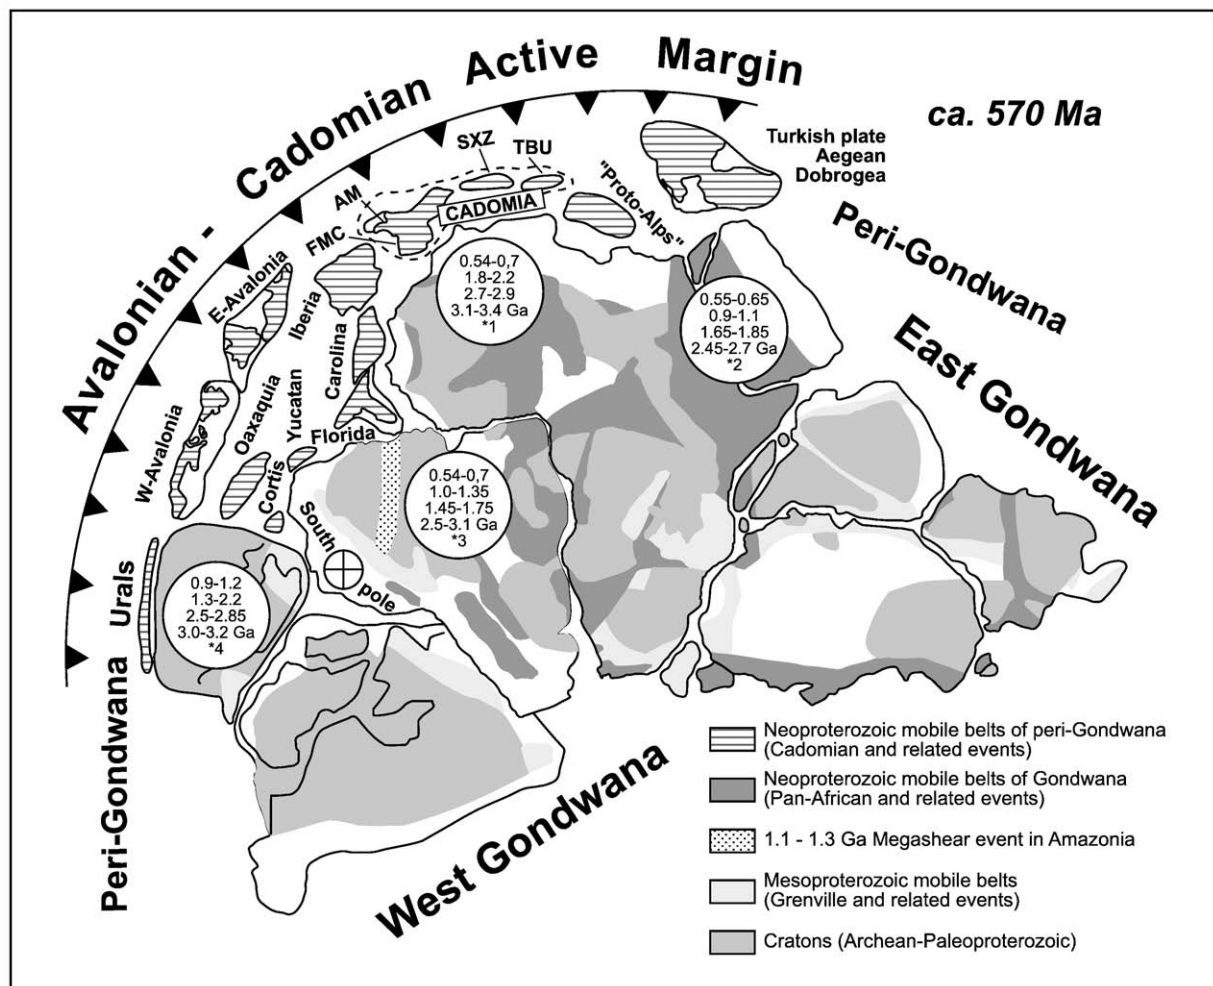 Avalonian - Cadomian Active Margin
ca. 570 Ma
Turkish plate
Aegean
Dobrogea
Peri-Gondwana
East Gondwana
SXZ
TBU
"Proto-Alps"
AM
CADOMIA
FMC
E-Avalonia
Iberia
Carolina
W-Avalonia
Oaxaquia
Yucatan
Florida
Cortis
0.54-0,7
1.8-2.2
2.7-2.9
3.1-3.4 Ga
*1
0.55-0.65
0.9-1.1
1.65-1.85
2.45-2.7 Ga
*2
0.54-0,7
1.0-1.35
1.45-1.75
2.5-3.1 Ga
*3
South pole
0.9-1.2
1.3-2.2
2.5-2.85
3.0-3.2 Ga
*4
Urals
Peri-Gondwana
West Gondwana
Neoproterozoic mobile belts of peri-Gondwana
(Cadomian and related events)
Neoproterozoic mobile belts of Gondwana
(Pan-African and related events)
1.1 - 1.3 Ga Megashear event in Amazonia
Mesoproterozoic mobile belts
(Grenville and related events)
Cratons (Archean-Paleoproterozoic)